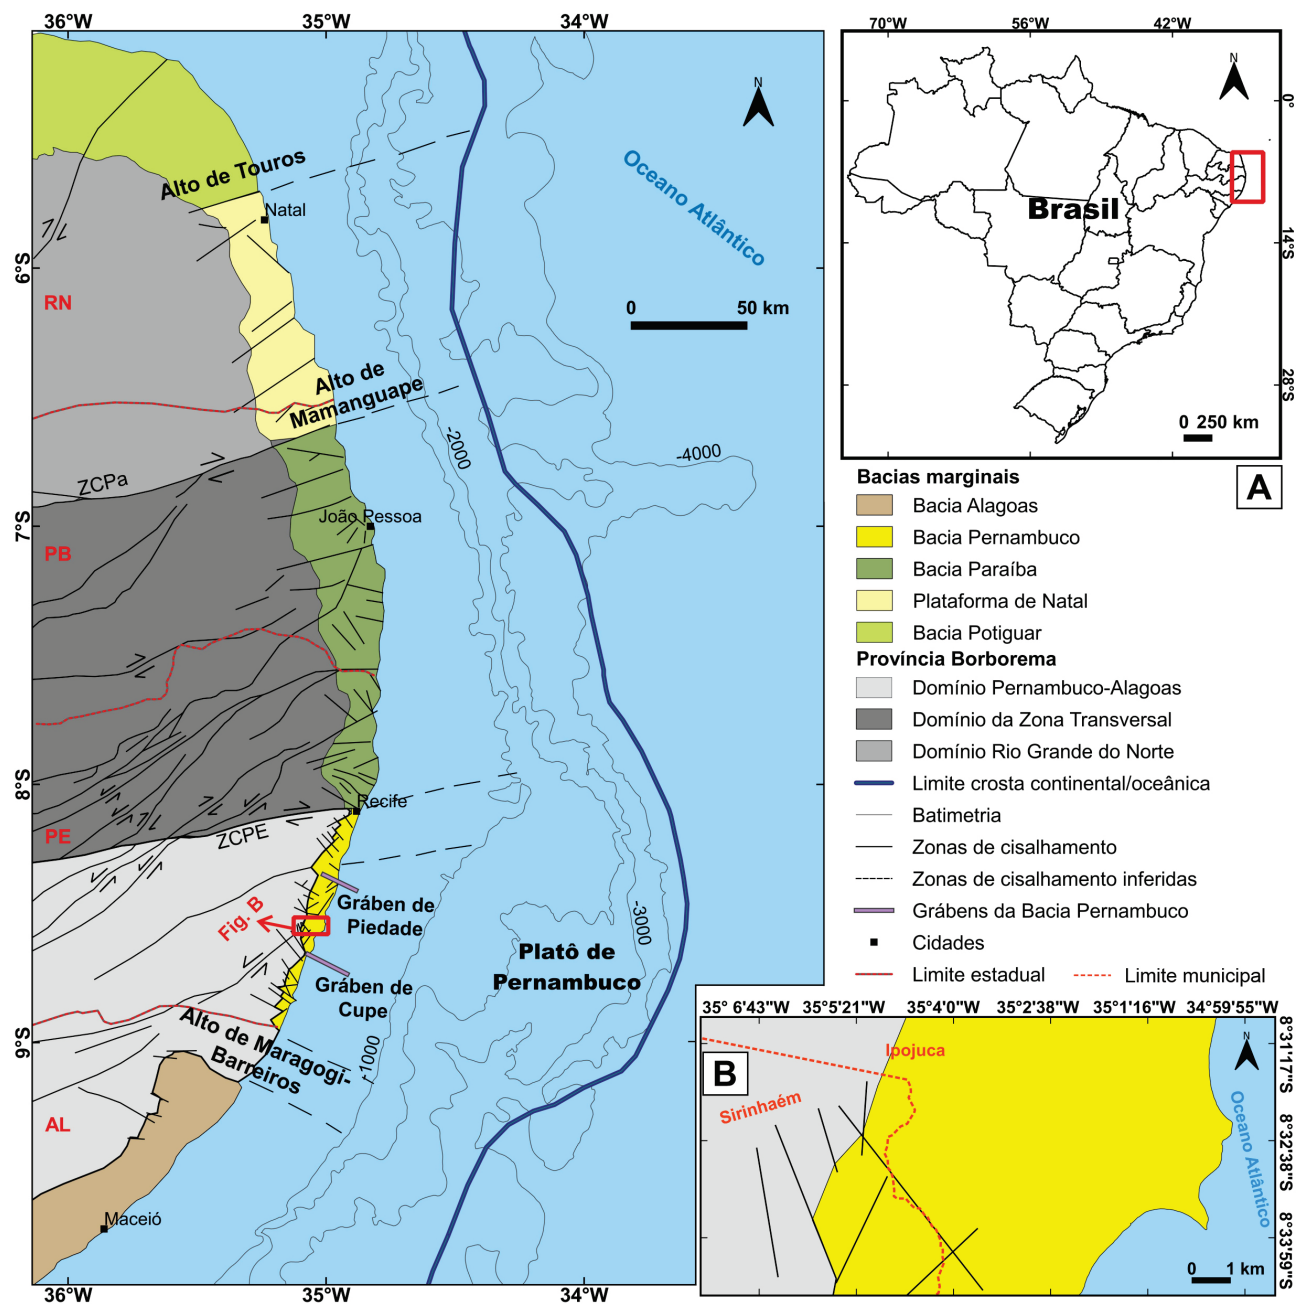 36°W
35°W
34°W
6°S
7°S
8°S
9°S
36°W
35°W
34°W
N
Oceano Atlântico
0 50 km
Alto de Touros
Natal
RN
Alto de
Mamanguape
-2000
-4000
ZCPa
João Pessoa
PB
Recife
ZCPE
PE
Gráben de
Piedade
Fig. B
Platô de
Pernambuco
-3000
Gráben de
Cupe
Alto de Maragogi-
Barreiros
-1000
AL
Maceió
70°W
56°W
42°W
0°
14°S
28°S
N
Brasil
0 250 km
A
Bacias marginais
Bacia Alagoas
Bacia Pernambuco
Bacia Paraíba
Plataforma de Natal
Bacia Potiguar
Província Borborema
Domínio Pernambuco-Alagoas
Domínio da Zona Transversal
Domínio Rio Grande do Norte
Limite crosta continental/oceânica
Batimetria
Zonas de cisalhamento
Zonas de cisalhamento inferidas
Grábens da Bacia Pernambuco
Cidades
Limite estadual
Limite municipal
35° 6'43"W
35°5'21"W
35°4'0"W
35°2'38"W
35°1'16"W
34°59'55"W
8°31'17"S
8°32'38"S
8°33'59"S
B
N
Ipojuca
Sirinhaém
Oceano Atlântico
0 1 km